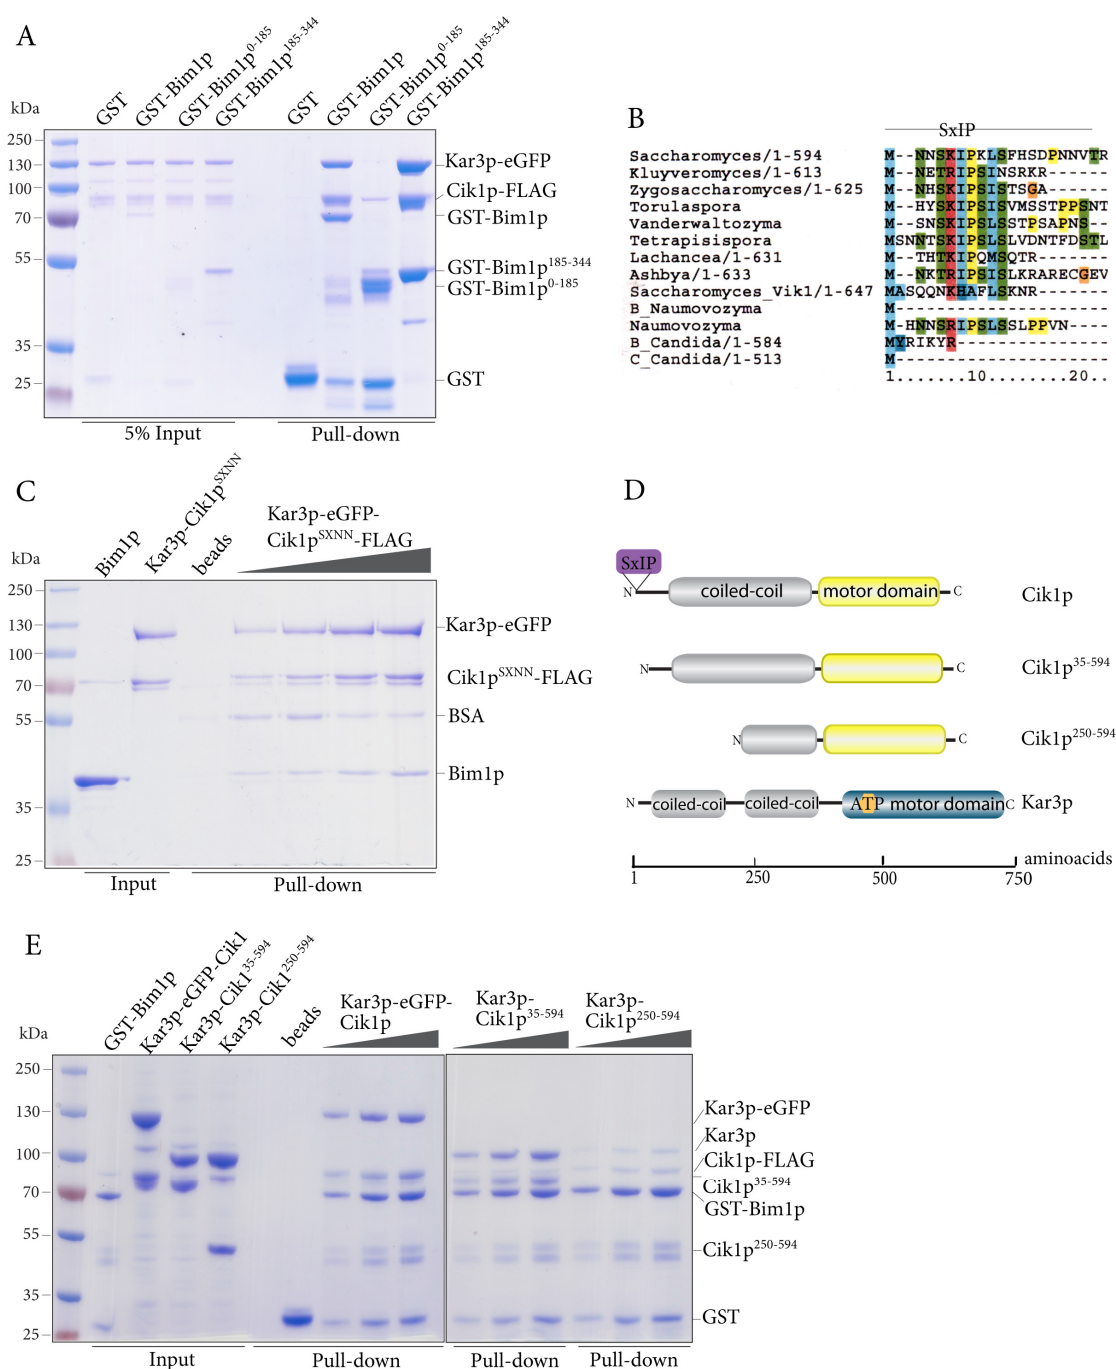 A
kDa
GST
GST-Bim1p
GST-Bim1p0-185
GST-Bim1p185-344
GST
GST-Bim1p
GST-Bim1p0-185
GST-Bim1p185-344
250
130
100
70
55
35
25
Kar3p-eGFP
Cik1p-FLAG
GST-Bim1p
GST-Bim1p185-344
GST-Bim1p0-185
GST
5% Input
Pull-down
B
SxIP
Saccharomyces/1-594 M--NNSKIPKLSFHSDPNNVTR
Kluyveromyces/1-613 M--NETRIPSINSRKR------
Zygosaccharomyces/1-625 M--NHSKIPSISTSGA------
Torulaspora M--HYSKIPSISVMSSTPPSNT
Vanderwaltozyma M--SNSKIPSLSSTPSAPNS--
Tetrapisispora MSNNTSKIPSLSLVDNTFDSTL
Lachancea/1-631 M--THTKIPQMSQTR-------
Ashbya/1-633 M--NKTRIPSISLKRARECGEV
Saccharomyces_Vik1/1-647 MASQQNKHAFLSKNR-------
B_Naumovozyma M---------------------
Naumovozyma M-HNNSRIPSLSSLPPVN----
B_Candida/1-584 MYRIKYR---------------
C_Candida/1-513 M---------------------
1.......10........20..
C
kDa
Bim1p
Kar3p-Cik1pSXNN
beads
Kar3p-eGFP-
Cik1pSXNN-FLAG
250
130
100
70
55
35
25
Kar3p-eGFP
Cik1pSXNN-FLAG
BSA
Bim1p
Input
Pull-down
D
SxIP
N
coiled-coil
motor domain
C
Cik1p
N
C
Cik1p35-594
N
C
Cik1p250-594
N
coiled-coil
coiled-coil
ATP motor domain
C
Kar3p
aminoacids
1
250
500
750
E
kDa
GST-Bim1p
Kar3p-eGFP-Cik1
Kar3p-Cik135-594
Kar3p-Cik1250-594
beads
Kar3p-eGFP-
Cik1p
Kar3p-
Cik1p35-594
Kar3p-
Cik1p250-594
250
130
100
70
55
35
25
Kar3p-eGFP
Kar3p
Cik1p-FLAG
Cik1p35-594
GST-Bim1p
Cik1p250-594
GST
Input
Pull-down
Pull-down
Pull-down